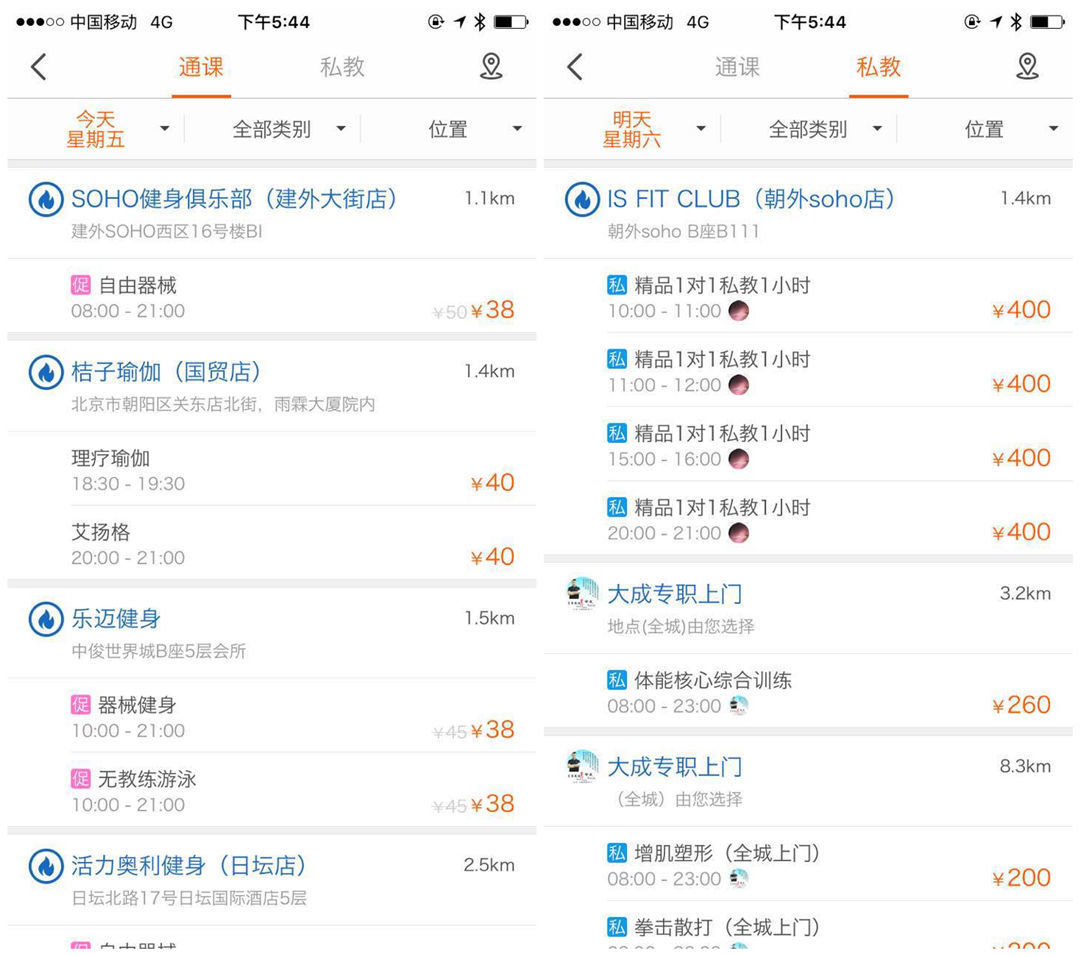 中国移动 4G 下午5:44
通课 私教
今天
星期五 全部类别 位置
SOHO健身俱乐部（建外大街店） 1.1km
建外SOHO西区16号楼BI
促 自由器械
08:00 - 21:00 ¥50 ¥38
桔子瑜伽（国贸店） 1.4km
北京市朝阳区关东店北街，雨霖大厦院内
理疗瑜伽
18:30 - 19:30 ¥40
艾扬格
20:00 - 21:00 ¥40
乐迈健身 1.5km
中俊世界城B座5层会所
促 器械健身
10:00 - 21:00 ¥45 ¥38
促 无教练游泳
10:00 - 21:00 ¥45 ¥38
活力奥利健身（日坛店） 2.5km
日坛北路17号日坛国际酒店5层
促 自由器械
中国移动 4G 下午5:44
通课 私教
明天
星期六 全部类别 位置
IS FIT CLUB（朝外soho店） 1.4km
朝外soho B座B111
私 精品1对1私教1小时
10:00 - 11:00 ¥400
私 精品1对1私教1小时
11:00 - 12:00 ¥400
私 精品1对1私教1小时
15:00 - 16:00 ¥400
私 精品1对1私教1小时
20:00 - 21:00 ¥400
大成专职上门 3.2km
地点(全城)由您选择
私 体能核心综合训练
08:00 - 23:00 ¥260
大成专职上门 8.3km
（全城）由您选择
私 增肌塑形（全城上门）
08:00 - 23:00 ¥200
私 拳击散打（全城上门）